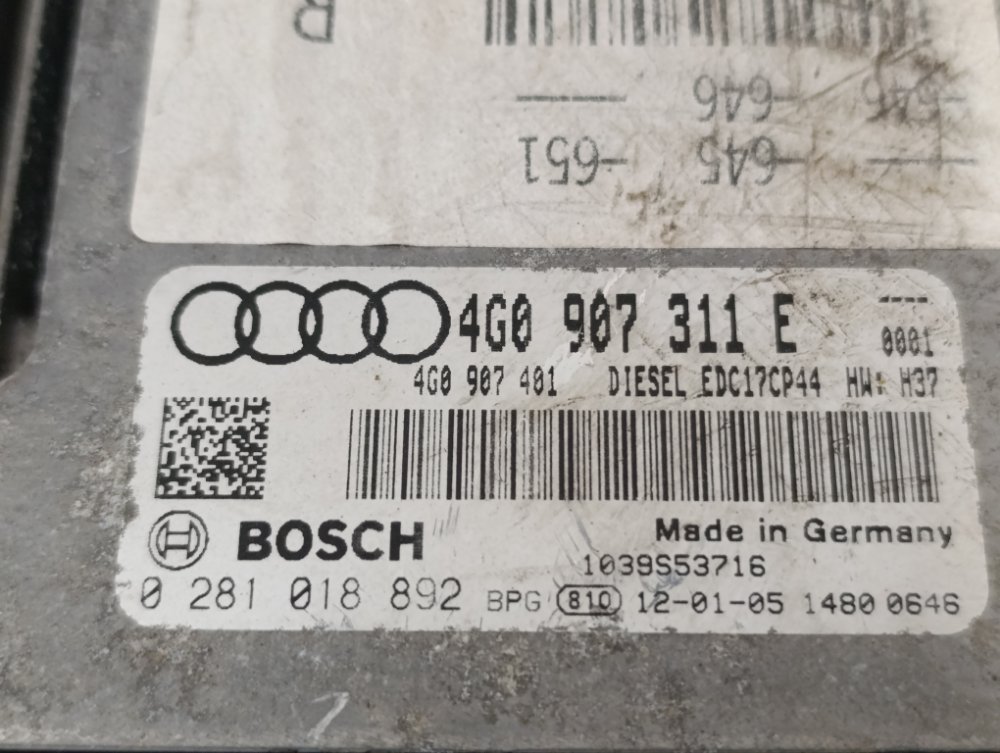 R
-646 -646
-651 -645
4G0 907 311 E ---
0001
4G0 907 401 DIESEL EDC17CP44 HW: H37
BOSCH
Made in Germany
1039S53716
0 281 018 892 BPG 810 12-01-05 1480 0646